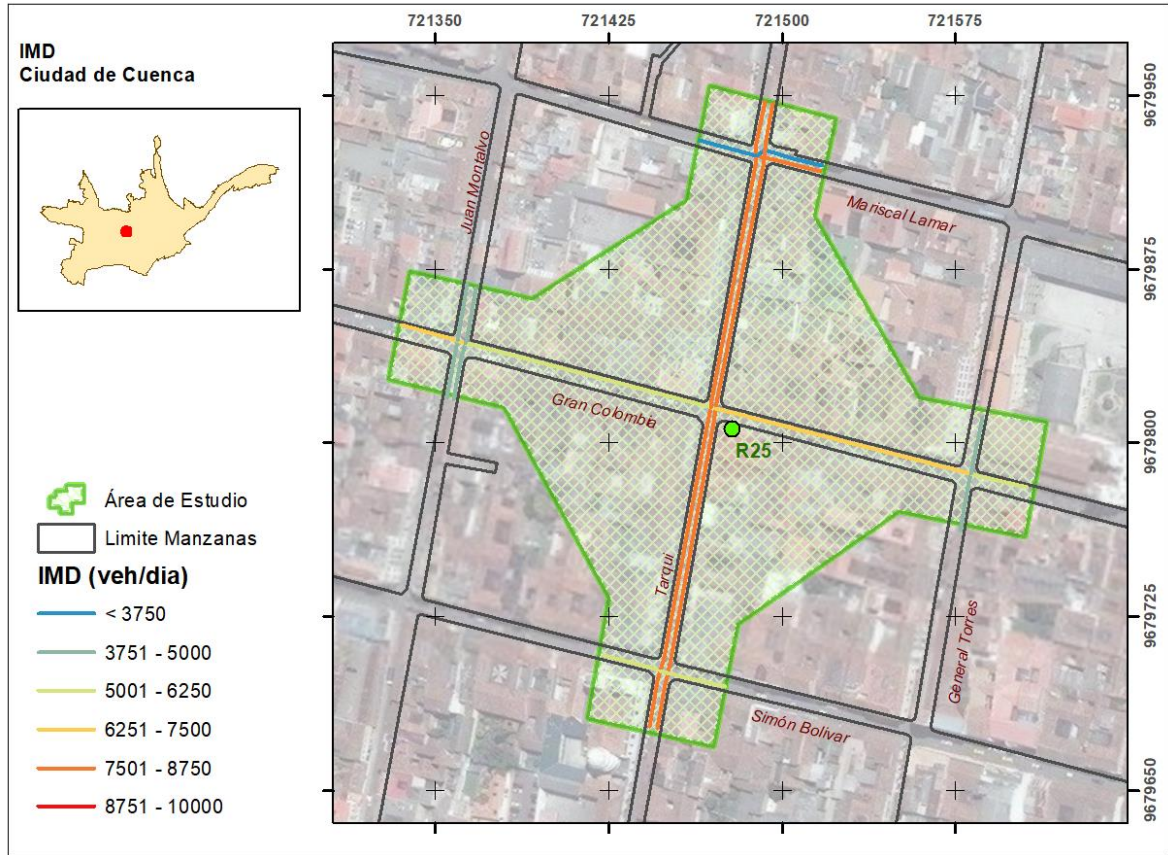 IMD
Ciudad de Cuenca
721350
721425
721500
721575
9679950
9679875
9679800
9679725
9679650
Juan Montalvo
Mariscal Lamar
Gran Colombia
R25
Tarqui
General Torres
Simón Bolívar
Área de Estudio
Limite Manzanas
IMD (veh/dia)
< 3750
3751 - 5000
5001 - 6250
6251 - 7500
7501 - 8750
8751 - 10000